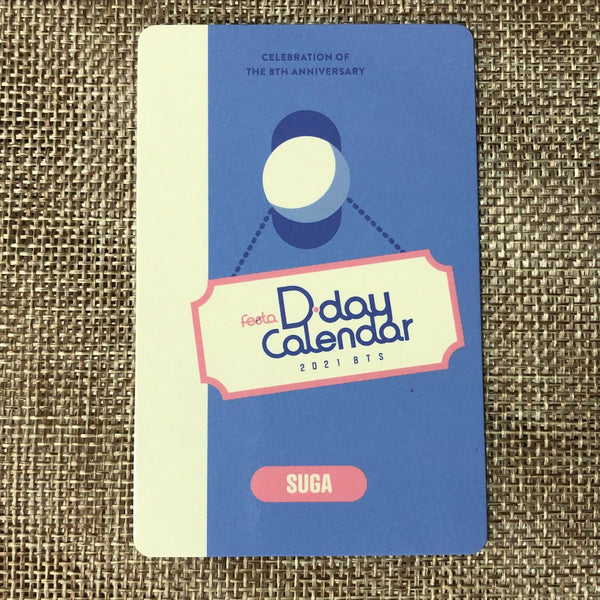 CELEBRATION OF
THE 8TH ANNIVERSARY
festa D-day
Calendar
2021 BTS
SUGA